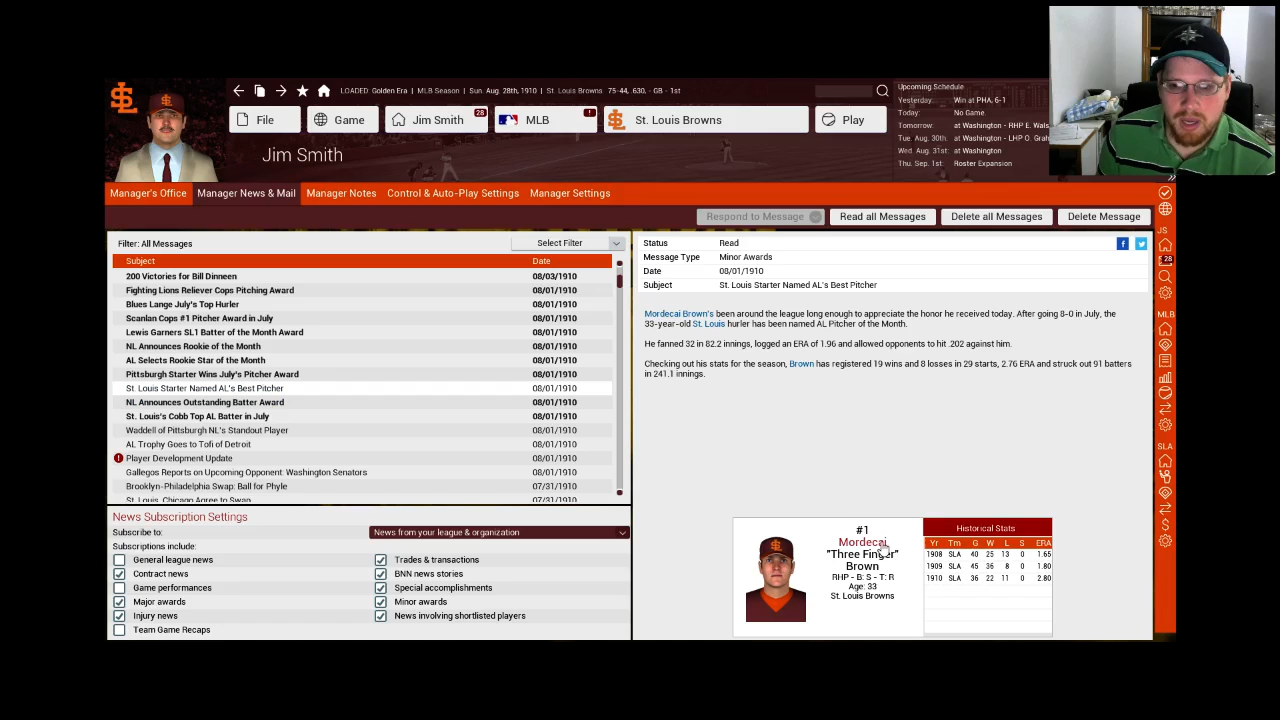 LOADED: Golden Era | MLB Season | Sun. Aug. 28th, 1910 | St. Louis Browns 75-44, .630, - GB - 1st
File
Game
Jim Smith
28
MLB
!
St. Louis Browns
Play
Upcoming Schedule
Yesterday: Win at PHA, 6-1
Today: No Game.
Tomorrow: at Washington - RHP E. Wals
Tue. Aug. 30th: at Washington - LHP O. Grah
Wed. Aug. 31st: at Washington
Thu. Sep. 1st: Roster Expansion
Jim Smith
Manager's Office
Manager News & Mail
Manager Notes
Control & Auto-Play Settings
Manager Settings
Respond to Message
Read all Messages
Delete all Messages
Delete Message
Filter: All Messages
Select Filter
Subject Date
200 Victories for Bill Dinneen 08/03/1910
Fighting Lions Reliever Cops Pitching Award 08/01/1910
Blues Lange July's Top Hurler 08/01/1910
Scanlan Cops #1 Pitcher Award in July 08/01/1910
Lewis Garners SL1 Batter of the Month Award 08/01/1910
NL Announces Rookie of the Month 08/01/1910
AL Selects Rookie Star of the Month 08/01/1910
Pittsburgh Starter Wins July's Pitcher Award 08/01/1910
St. Louis Starter Named AL's Best Pitcher 08/01/1910
NL Announces Outstanding Batter Award 08/01/1910
St. Louis's Cobb Top AL Batter in July 08/01/1910
Waddell of Pittsburgh NL's Standout Player 08/01/1910
AL Trophy Goes to Tofi of Detroit 08/01/1910
Player Development Update 08/01/1910
Gallegos Reports on Upcoming Opponent: Washington Senators 08/01/1910
Brooklyn-Philadelphia Swap: Ball for Phyle 07/31/1910
St. Louis, Chicago Agree to Swap 07/31/1910
News Subscription Settings
Subscribe to: News from your league & organization
Subscriptions include:
General league news
Trades & transactions
Contract news
BNN news stories
Game performances
Special accomplishments
Major awards
Minor awards
Injury news
News involving shortlisted players
Team Game Recaps
Status Read
Message Type Minor Awards
Date 08/01/1910
Subject St. Louis Starter Named AL's Best Pitcher
Mordecai Brown's been around the league long enough to appreciate the honor he received today. After going 8-0 in July, the
33-year-old St. Louis hurler has been named AL Pitcher of the Month.
He fanned 32 in 82.2 innings, logged an ERA of 1.96 and allowed opponents to hit .202 against him.
Checking out his stats for the season, Brown has registered 19 wins and 8 losses in 29 starts, 2.76 ERA and struck out 91 batters
in 241.1 innings.
#1
Mordecai
"Three Finger"
Brown
RHP - B: S - T: R
Age: 33
St. Louis Browns
Historical Stats
Yr Tm G W L S ERA
1908 SLA 40 25 13 0 1.65
1909 SLA 45 36 8 0 1.80
1910 SLA 36 22 11 0 2.80
JS
28
MLB
SLA